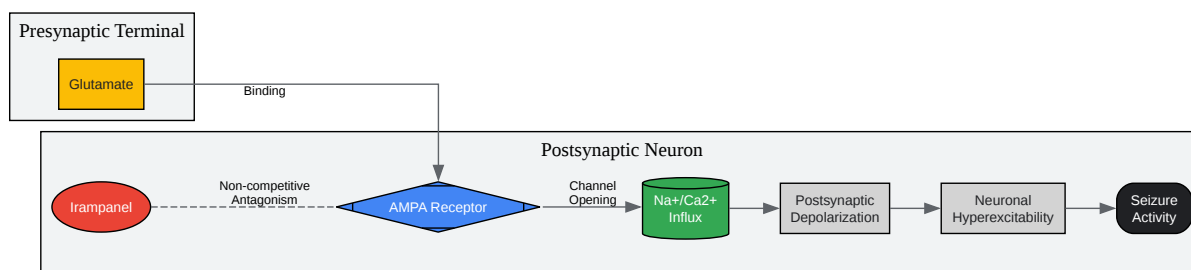 Presynaptic Terminal
Glutamate
Binding
Postsynaptic Neuron
Irampanel
Non-competitive
Antagonism
AMPA Receptor
Channel
Opening
Na+/Ca2+
Influx
Postsynaptic
Depolarization
Neuronal
Hyperexcitability
Seizure
Activity